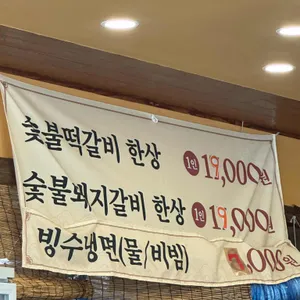 숯불떡갈비 한상 1인 19,000원
숯불쀄지갈비 한상 1인 19,000원
빙수냉면(물/비빔) ,000원